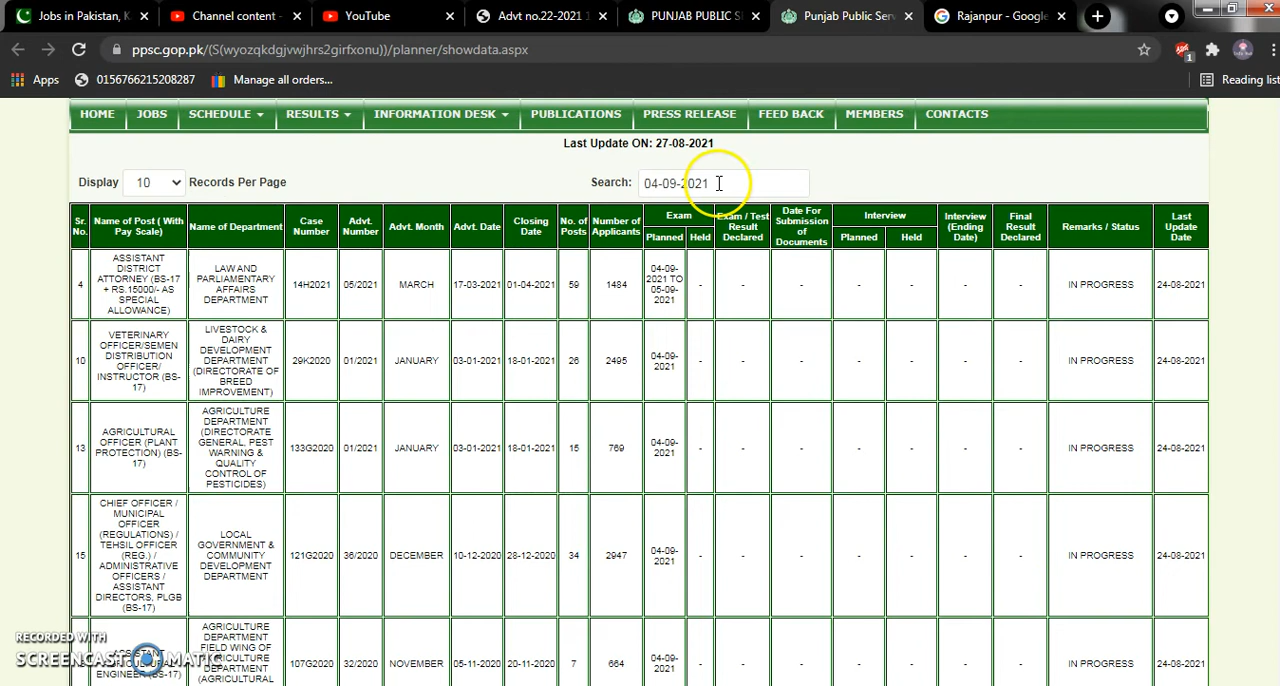 Jobs in Pakistan, K
Channel content -
YouTube
Advt no.22-2021 1
PUNJAB PUBLIC S
Punjab Public Serv
Rajanpur - Google
ppsc.gop.pk/(S(wyozqkdgjvwjhrs2girfxonu))/planner/showdata.aspx
1
Apps
0156766215208287
Manage all orders...
Reading list
HOME JOBS SCHEDULE RESULTS INFORMATION DESK PUBLICATIONS PRESS RELEASE FEED BACK MEMBERS CONTACTS
Last Update ON: 27-08-2021
Display 10 Records Per Page
Search: 04-09-2021
Sr. No.
Name of Post ( With Pay Scale)
Name of Department
Case Number
Advt. Number
Advt. Month
Advt. Date
Closing Date
No. of Posts
Number of Applicants
Exam
Planned
Held
Exam / Test Result Declared
Date For Submission of Documents
Interview
Planned
Held
Interview (Ending Date)
Final Result Declared
Remarks / Status
Last Update Date
4
ASSISTANT
DISTRICT
ATTORNEY (BS-17
+ RS.15000/- AS
SPECIAL
ALLOWANCE)
LAW AND
PARLIAMENTARY
AFFAIRS
DEPARTMENT
14H2021
05/2021
MARCH
17-03-2021
01-04-2021
59
1484
04-09-
2021 TO
05-09-
2021
- - - - - - -
IN PROGRESS
24-08-2021
10
VETERINARY
OFFICER/SEMEN
DISTRIBUTION
OFFICER/
INSTRUCTOR (BS-
17)
LIVESTOCK &
DAIRY
DEVELOPMENT
DEPARTMENT
(DIRECTORATE OF
BREED
IMPROVEMENT)
29K2020
01/2021
JANUARY
03-01-2021
18-01-2021
26
2495
04-09-
2021
- - - - - - -
IN PROGRESS
24-08-2021
13
AGRICULTURAL
OFFICER (PLANT
PROTECTION) (BS-
17)
AGRICULTURE
DEPARTMENT
(DIRECTORATE
GENERAL, PEST
WARNING &
QUALITY
CONTROL OF
PESTICIDES)
133G2020
01/2021
JANUARY
03-01-2021
18-01-2021
15
769
04-09-
2021
- - - - - - -
IN PROGRESS
24-08-2021
15
CHIEF OFFICER /
MUNICIPAL
OFFICER
(REGULATIONS) /
TEHSIL OFFICER
(REG.) /
ADMINISTRATIVE
OFFICERS /
ASSISTANT
DIRECTORS, PLGB
(BS-17)
LOCAL
GOVERNMENT &
COMMUNITY
DEVELOPMENT
DEPARTMENT
121G2020
36/2020
DECEMBER
10-12-2020
28-12-2020
34
2947
04-09-
2021
- - - - - - -
IN PROGRESS
24-08-2021
ASSISTANT
ENGINEER (BS-17)
AGRICULTURE
DEPARTMENT
FIELD WING OF
AGRICULTURE
DEPARTMENT
(AGRICULTURAL
107G2020
32/2020
NOVEMBER
05-11-2020
20-11-2020
7
664
04-09-
2021
- - - - - - -
IN PROGRESS
24-08-2021
RECORDED WITH
SCREENCAST-O-MATIC